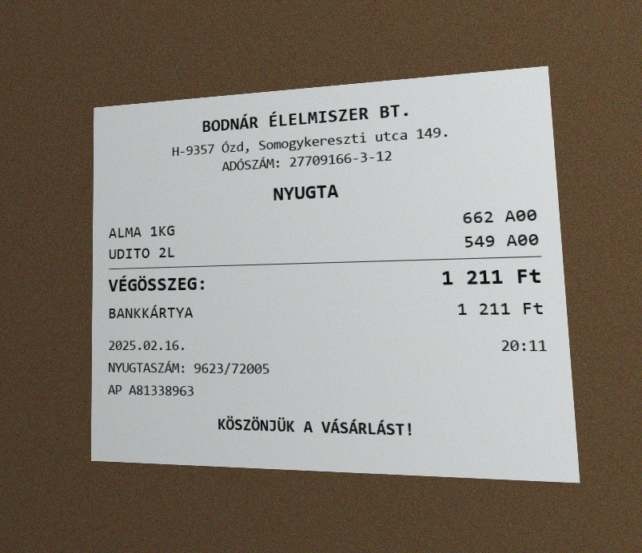 BODNÁR ÉLELMISZER BT.
H-9357 Ózd, Somogykereszti utca 149.
ADÓSZÁM: 27709166-3-12
NYUGTA
ALMA 1KG 662 A00
UDITO 2L 549 A00
VÉGÖSSZEG: 1 211 Ft
BANKKÁRTYA 1 211 Ft
2025.02.16. 20:11
NYUGTASZÁM: 9623/72005
AP A81338963
KÖSZÖNJÜK A VÁSÁRLÁST!